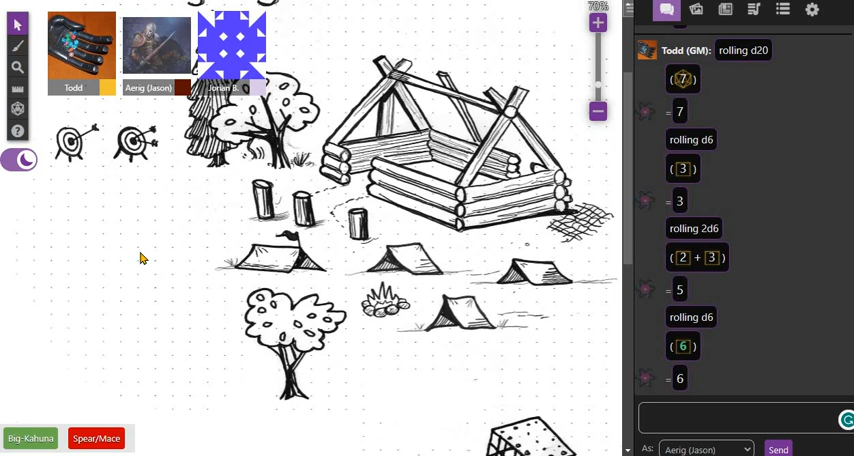 70%
Todd
Aerig (Jason)
Jorian B.
Todd (GM): rolling d20
(7)
= 7
rolling d6
(3)
= 3
rolling 2d6
(2 + 3)
= 5
rolling d6
(6)
= 6
Big-Kahuna
Spear/Mace
As:
Aerig (Jason)
Send